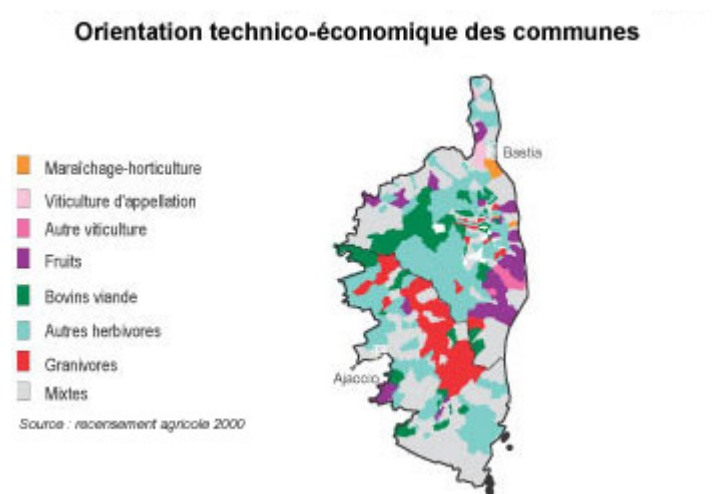 Orientation technico-économique des communes
Bastia
Maraîchage-horticulture
Viticulture d'appellation
Autre viticulture
Fruits
Bovins viande
Autres herbivores
Granivores
Ajaccio
Mixtes
Source : recensement agricole 2000